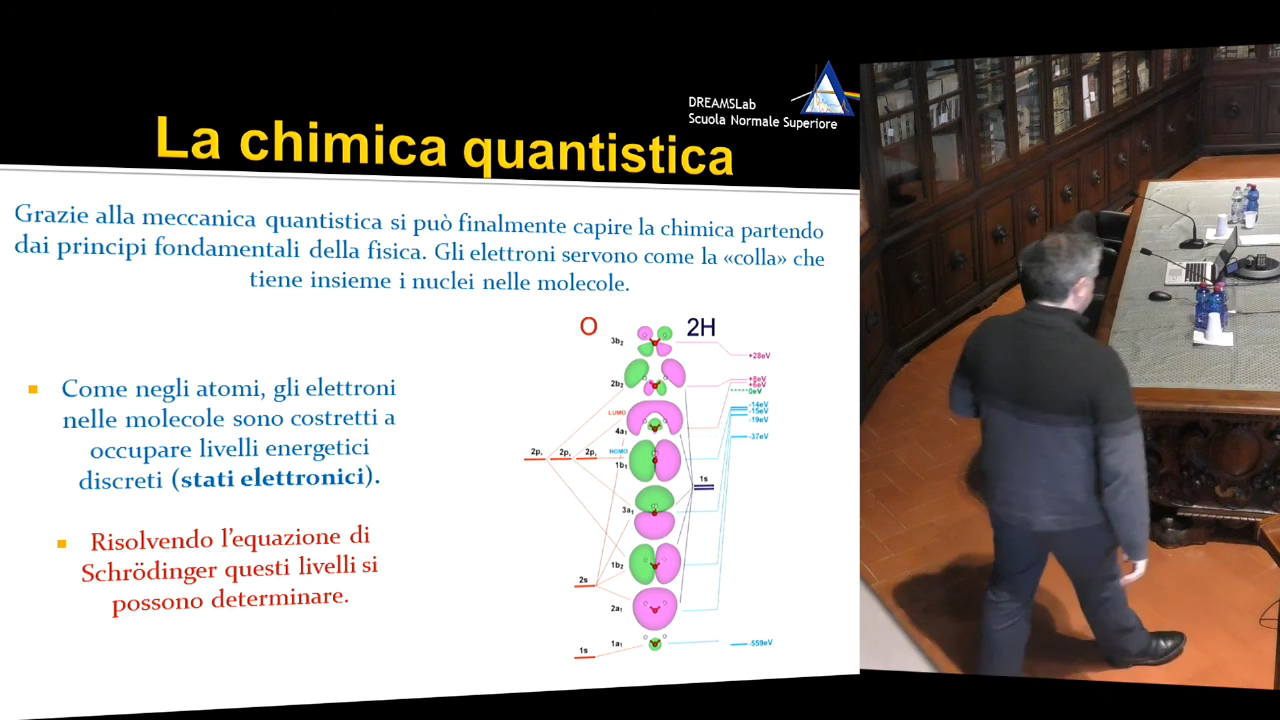 DREAMSLab
Scuola Normale Superiore
La chimica quantistica
Grazie alla meccanica quantistica si può finalmente capire la chimica partendo
dai principi fondamentali della fisica. Gli elettroni servono come la «colla» che
tiene insieme i nuclei nelle molecole.
Come negli atomi, gli elettroni
nelle molecole sono costretti a
occupare livelli energetici
discreti (stati elettronici).
Risolvendo l'equazione di
Schrödinger questi livelli si
possono determinare.
O
2H
3b2
+28eV
2b2
+8eV
+6eV
0eV
LUMO
4a1
-14eV
-15eV
-19eV
-37eV
2p
2p
2p
HOMO
1b1
1s
3a1
1b2
2s
2a1
1a1
-559eV
1s